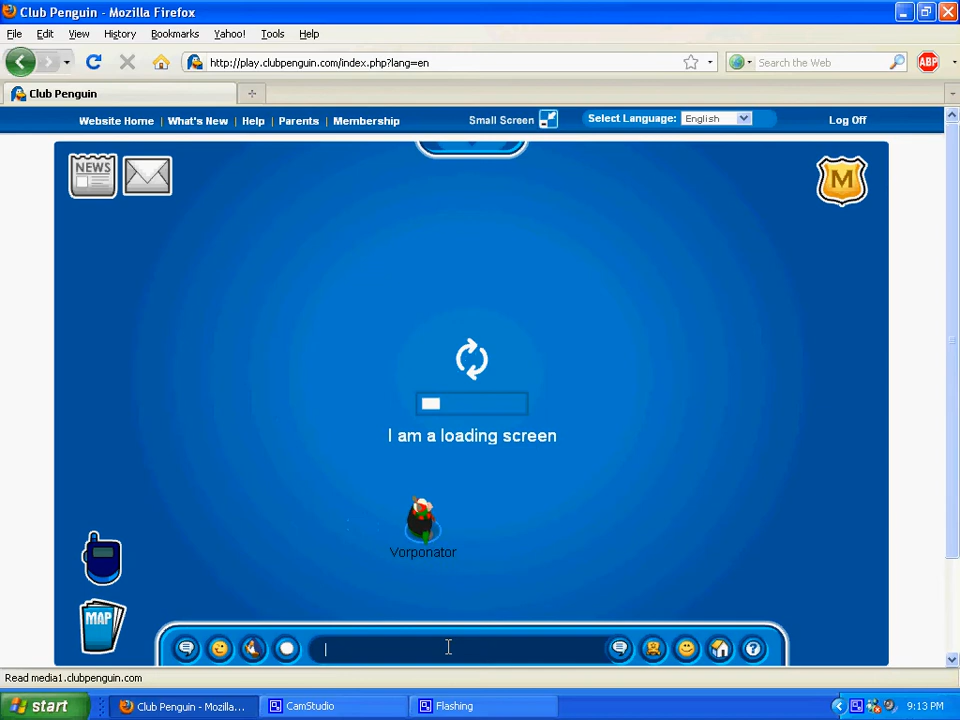 Club Penguin - Mozilla Firefox
File Edit View History Bookmarks Yahoo! Tools Help
http://play.clubpenguin.com/index.php?lang=en Search the Web ABP
Club Penguin
Website Home | What's New | Help | Parents | Membership Small Screen Select Language: English Log Off
NEWS M
I am a loading screen
Vorponator
MAP
?
Read media1.clubpenguin.com
start Club Penguin - Mozilla... CamStudio Flashing 9:13 PM